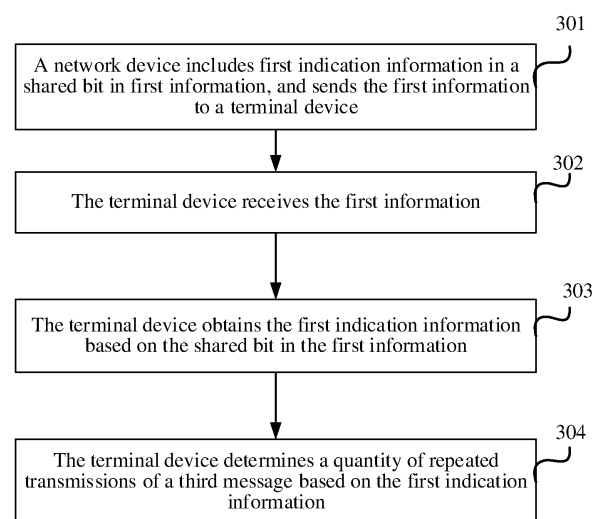 301
A network device includes first indication information in a
shared bit in first information, and sends the first information
to a terminal device
302
The terminal device receives the first information
303
The terminal device obtains the first indication information
based on the shared bit in the first information
304
The terminal device determines a quantity of repeated
transmissions of a third message based on the first indication
information